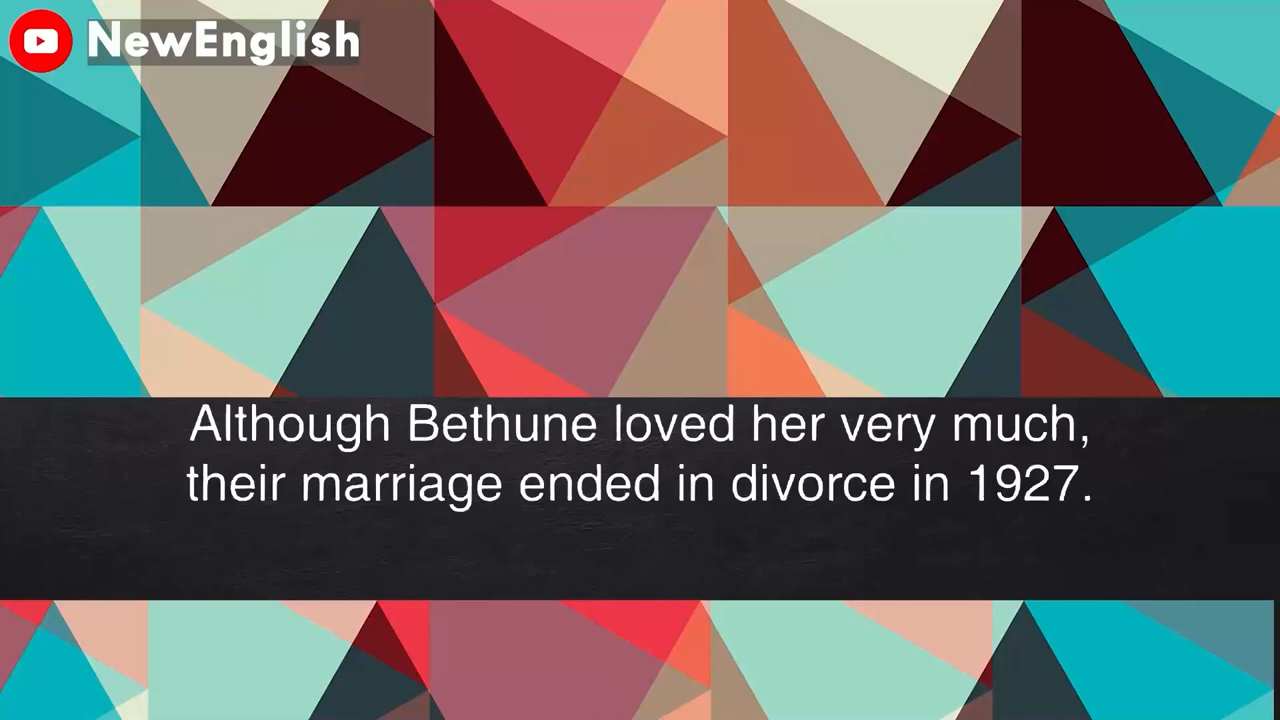 NewEnglish
Although Bethune loved her very much,
their marriage ended in divorce in 1927.